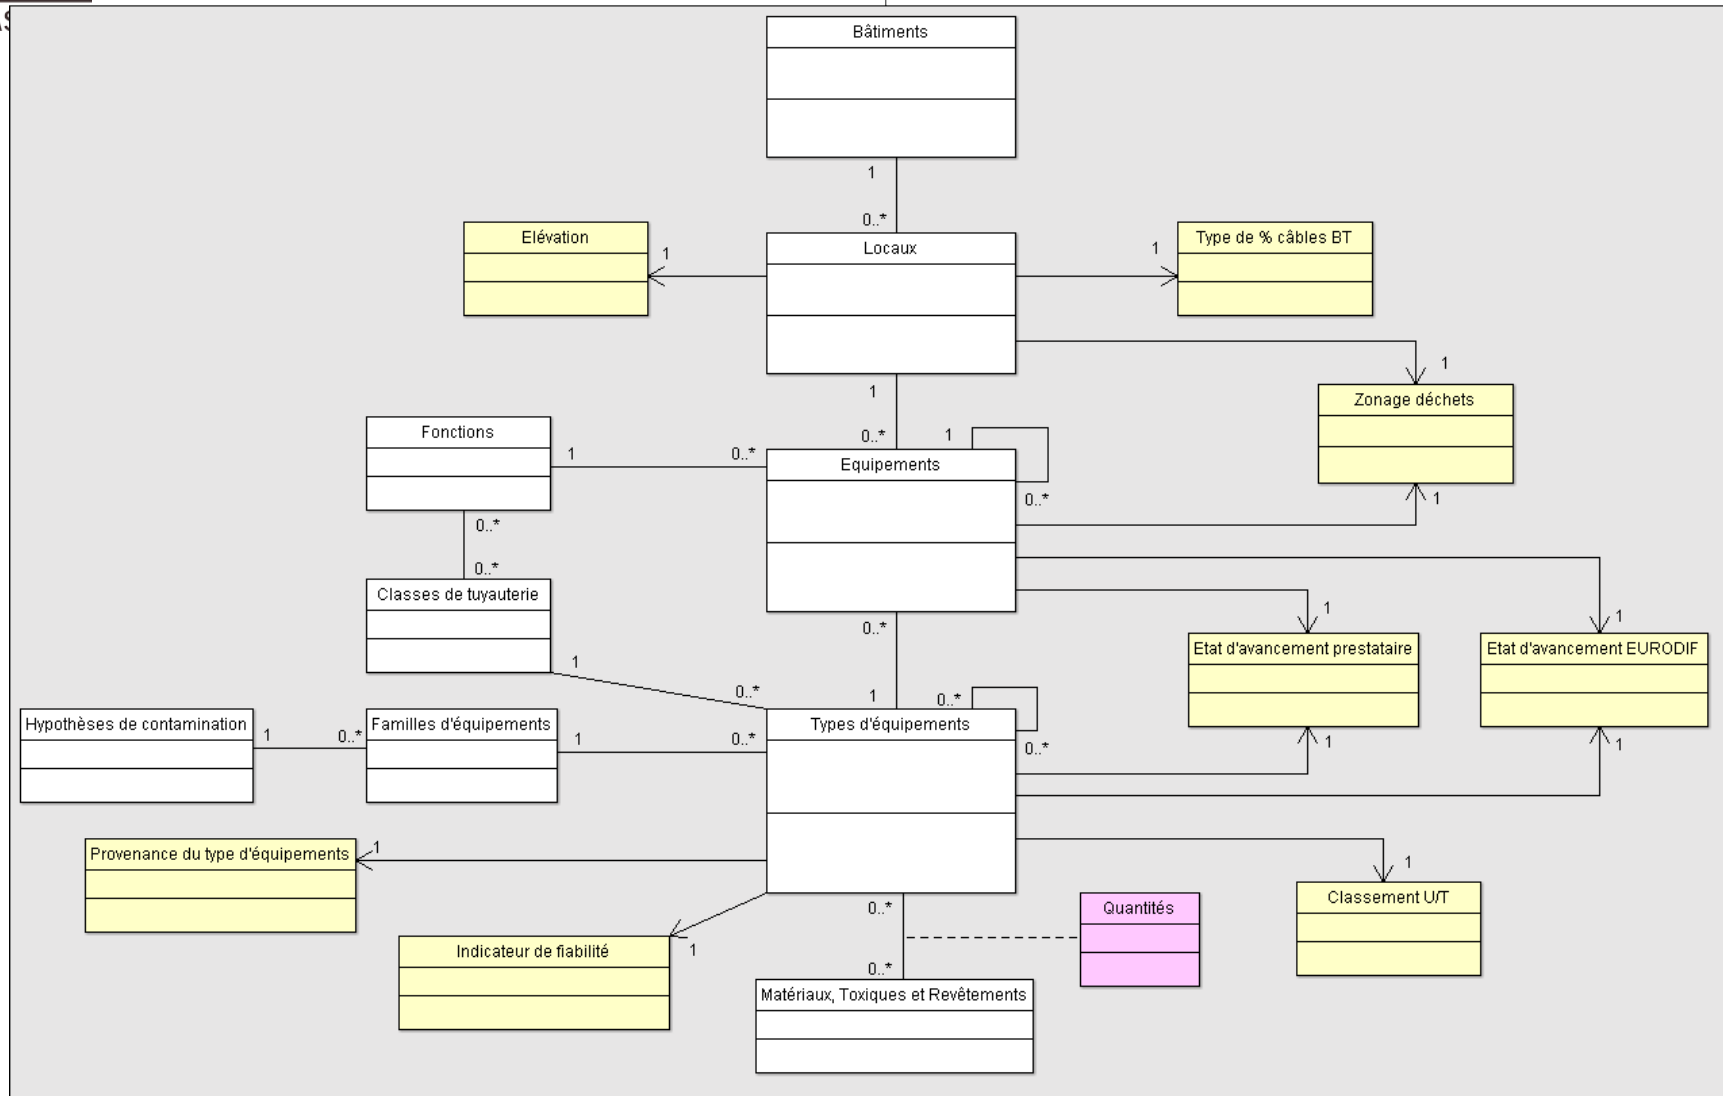 Bâtiments
1
0..*
Elévation
1
Locaux
1
Type de % câbles BT
1
Zonage déchets
1
1
0..*
Fonctions
1
0..*
Equipements
1
0..*
1
0..*
0..*
Classes de tuyauterie
1
0..*
0..*
1
Etat d'avancement prestataire
1
1
Etat d'avancement EURODIF
1
1
Hypothèses de contamination
1
0..*
Familles d'équipements
1
0..*
Types d'équipements
0..*
0..*
Provenance du type d'équipements
1
Indicateur de fiabilité
1
0..*
0..*
Quantités
Classement U/T
1
Matériaux, Toxiques et Revêtements